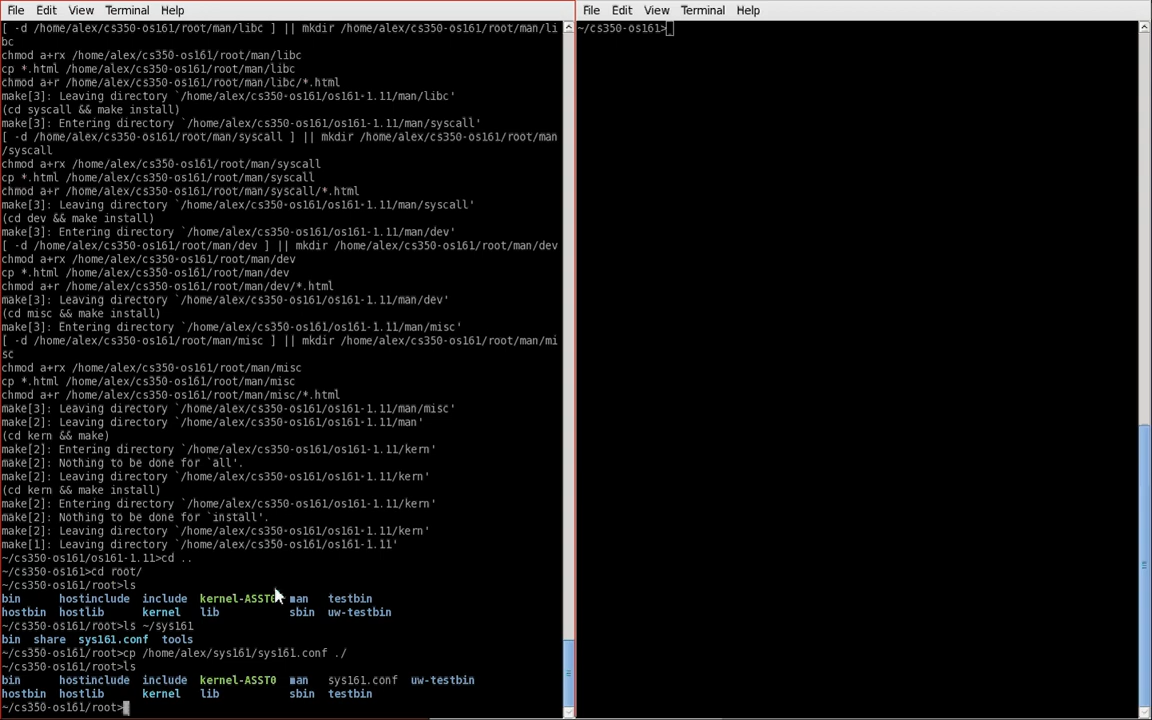 File Edit View Terminal Help
[ -d /home/alex/cs350-os161/root/man/libc ] || mkdir /home/alex/cs350-os161/root/man/li
bc
chmod a+rx /home/alex/cs350-os161/root/man/libc
cp *.html /home/alex/cs350-os161/root/man/libc
chmod a+r /home/alex/cs350-os161/root/man/libc/*.html
make[3]: Leaving directory `/home/alex/cs350-os161/os161-1.11/man/libc'
(cd syscall && make install)
make[3]: Entering directory `/home/alex/cs350-os161/os161-1.11/man/syscall'
[ -d /home/alex/cs350-os161/root/man/syscall ] || mkdir /home/alex/cs350-os161/root/man
/syscall
chmod a+rx /home/alex/cs350-os161/root/man/syscall
cp *.html /home/alex/cs350-os161/root/man/syscall
chmod a+r /home/alex/cs350-os161/root/man/syscall/*.html
make[3]: Leaving directory `/home/alex/cs350-os161/os161-1.11/man/syscall'
(cd dev && make install)
make[3]: Entering directory `/home/alex/cs350-os161/os161-1.11/man/dev'
[ -d /home/alex/cs350-os161/root/man/dev ] || mkdir /home/alex/cs350-os161/root/man/dev
chmod a+rx /home/alex/cs350-os161/root/man/dev
cp *.html /home/alex/cs350-os161/root/man/dev
chmod a+r /home/alex/cs350-os161/root/man/dev/*.html
make[3]: Leaving directory `/home/alex/cs350-os161/os161-1.11/man/dev'
(cd misc && make install)
make[3]: Entering directory `/home/alex/cs350-os161/os161-1.11/man/misc'
[ -d /home/alex/cs350-os161/root/man/misc ] || mkdir /home/alex/cs350-os161/root/man/mi
sc
chmod a+rx /home/alex/cs350-os161/root/man/misc
cp *.html /home/alex/cs350-os161/root/man/misc
chmod a+r /home/alex/cs350-os161/root/man/misc/*.html
make[3]: Leaving directory `/home/alex/cs350-os161/os161-1.11/man/misc'
make[2]: Leaving directory `/home/alex/cs350-os161/os161-1.11/man'
(cd kern && make)
make[2]: Entering directory `/home/alex/cs350-os161/os161-1.11/kern'
make[2]: Nothing to be done for `all'.
make[2]: Leaving directory `/home/alex/cs350-os161/os161-1.11/kern'
(cd kern && make install)
make[2]: Entering directory `/home/alex/cs350-os161/os161-1.11/kern'
make[2]: Nothing to be done for `install'.
make[2]: Leaving directory `/home/alex/cs350-os161/os161-1.11/kern'
make[1]: Leaving directory `/home/alex/cs350-os161/os161-1.11'
~/cs350-os161/os161-1.11>cd ..
~/cs350-os161>cd root/
~/cs350-os161/root>ls
bin hostinclude include kernel-ASST0 man testbin
hostbin hostlib kernel lib sbin uw-testbin
~/cs350-os161/root>ls ~/sys161
bin share sys161.conf tools
~/cs350-os161/root>cp /home/alex/sys161/sys161.conf ./
~/cs350-os161/root>ls
bin hostinclude include kernel-ASST0 man sys161.conf uw-testbin
hostbin hostlib kernel lib sbin testbin
~/cs350-os161/root>
File Edit View Terminal Help
~/cs350-os161>